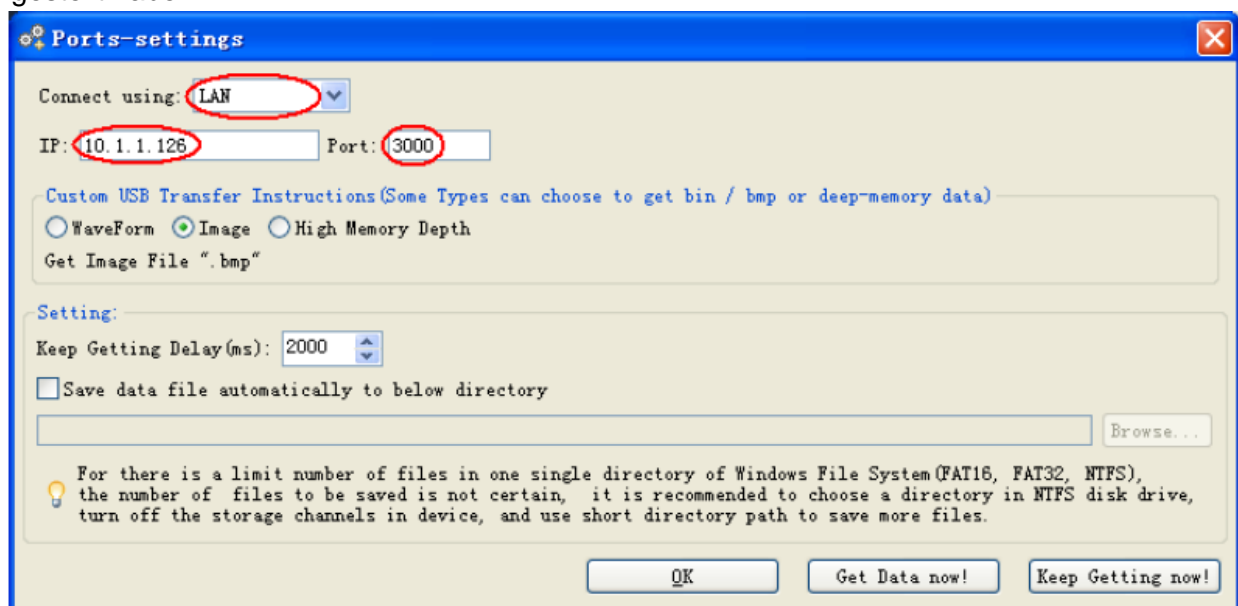 Ports-settings
Connect using: LAN
IP: 10.1.1.126 Port: 3000
Custom USB Transfer Instructions(Some Types can choose to get bin / bmp or deep-memory data)
WaveForm Image High Memory Depth
Get Image File ".bmp"
Setting:
Keep Getting Delay(ms): 2000
Save data file automatically to below directory
Browse...
For there is a limit number of files in one single directory of Windows File System(FAT16, FAT32, NTFS),
the number of files to be saved is not certain, it is recommended to choose a directory in NTFS disk drive,
turn off the storage channels in device, and use short directory path to save more files.
OK Get Data now! Keep Getting now!